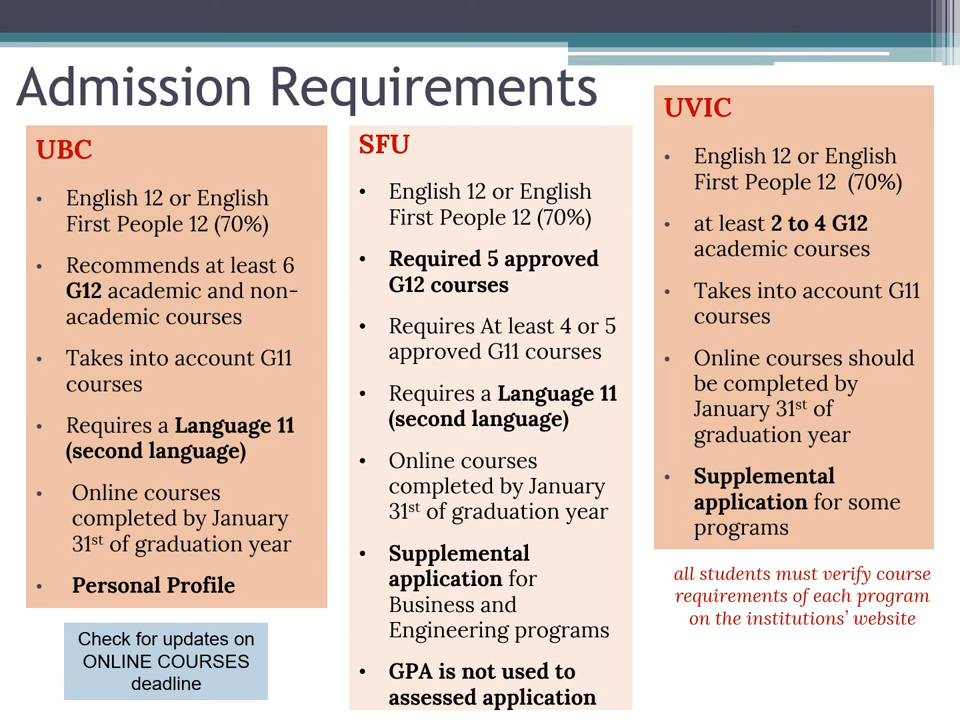 Admission Requirements
UBC
• English 12 or English
First People 12 (70%)
• Recommends at least 6
G12 academic and non-
academic courses
• Takes into account G11
courses
• Requires a Language 11
(second language)
• Online courses
completed by January
31st of graduation year
• Personal Profile
Check for updates on
ONLINE COURSES
deadline
SFU
• English 12 or English
First People 12 (70%)
• Required 5 approved
G12 courses
• Requires At least 4 or 5
approved G11 courses
• Requires a Language 11
(second language)
• Online courses
completed by January
31st of graduation year
• Supplemental
application for
Business and
Engineering programs
• GPA is not used to
assessed application
UVIC
• English 12 or English
First People 12 (70%)
• at least 2 to 4 G12
academic courses
• Takes into account G11
courses
• Online courses should
be completed by
January 31st of
graduation year
• Supplemental
application for some
programs
all students must verify course
requirements of each program
on the institutions’ website